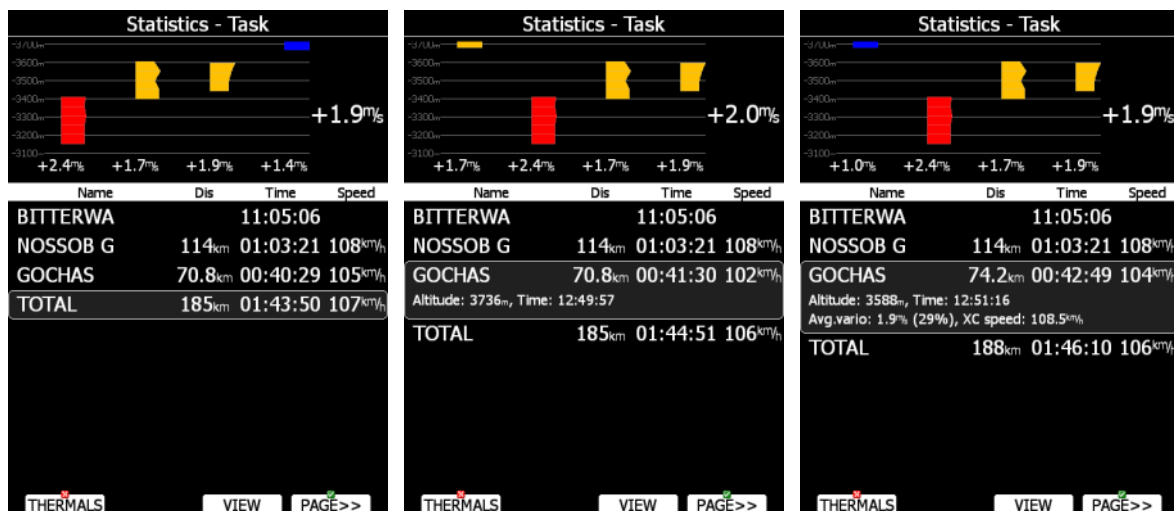 Statistics - Task
-3700m
-3600m
-3500m
-3400m
-3300m
-3200m
-3100m
+1.9m/s
+2.4m/s +1.7m/s +1.9m/s +1.4m/s
Name Dis Time Speed
BITTERWA 11:05:06
NOSSOB G 114km 01:03:21 108km/h
GOCHAS 70.8km 00:40:29 105km/h
TOTAL 185km 01:43:50 107km/h
THERMALS VIEW PAGE>>
Statistics - Task
-3700m
-3600m
-3500m
-3400m
-3300m
-3200m
-3100m
+2.0m/s
+1.7m/s +2.4m/s +1.7m/s +1.9m/s
Name Dis Time Speed
BITTERWA 11:05:06
NOSSOB G 114km 01:03:21 108km/h
GOCHAS 70.8km 00:41:30 102km/h
Altitude: 3736m, Time: 12:49:57
TOTAL 185km 01:44:51 106km/h
THERMALS VIEW PAGE>>
Statistics - Task
-3700m
-3600m
-3500m
-3400m
-3300m
-3200m
-3100m
+1.9m/s
+1.0m/s +2.4m/s +1.7m/s +1.9m/s
Name Dis Time Speed
BITTERWA 11:05:06
NOSSOB G 114km 01:03:21 108km/h
GOCHAS 74.2km 00:42:49 104km/h
Altitude: 3588m, Time: 12:51:16
Avg.vario: 1.9m/s (29%), XC speed: 108.5km/h
TOTAL 188km 01:46:10 106km/h
THERMALS VIEW PAGE>>